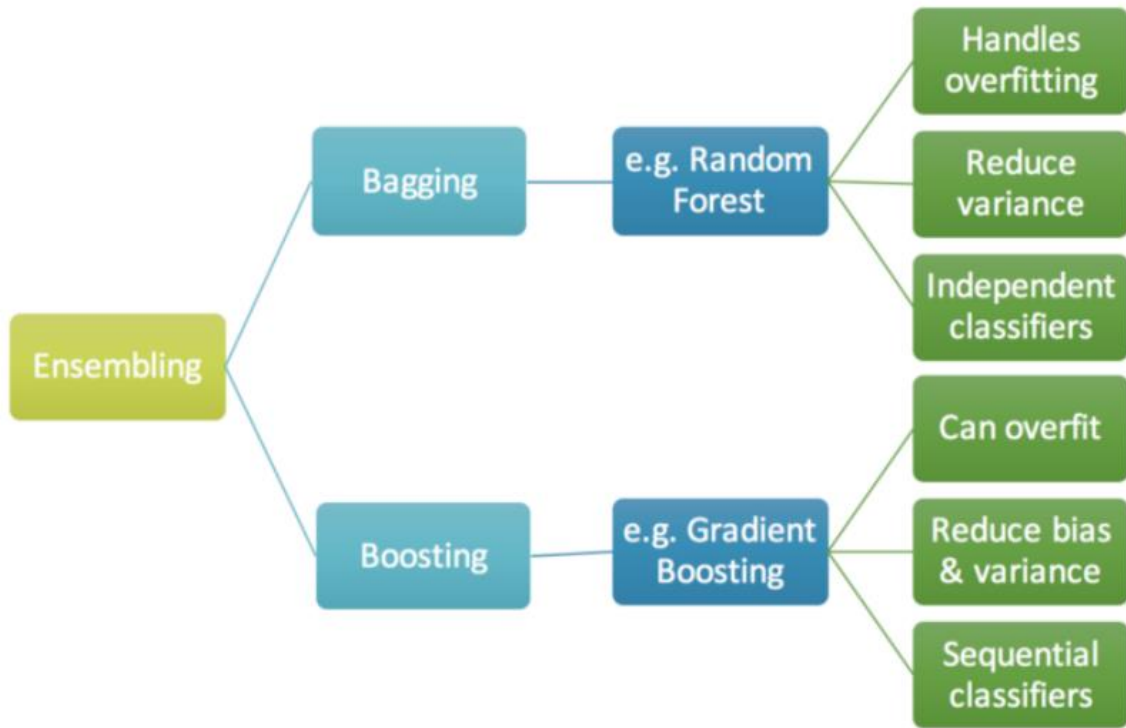 Ensembling
Bagging
e.g. Random
Forest
Handles
overfitting
Reduce
variance
Independent
classifiers
Boosting
e.g. Gradient
Boosting
Can overfit
Reduce bias
& variance
Sequential
classifiers